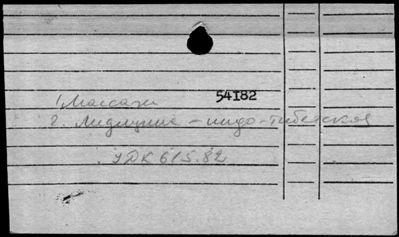 1. Массаж 54182
2. Медицина - индо-тибетская
УДК 615.82